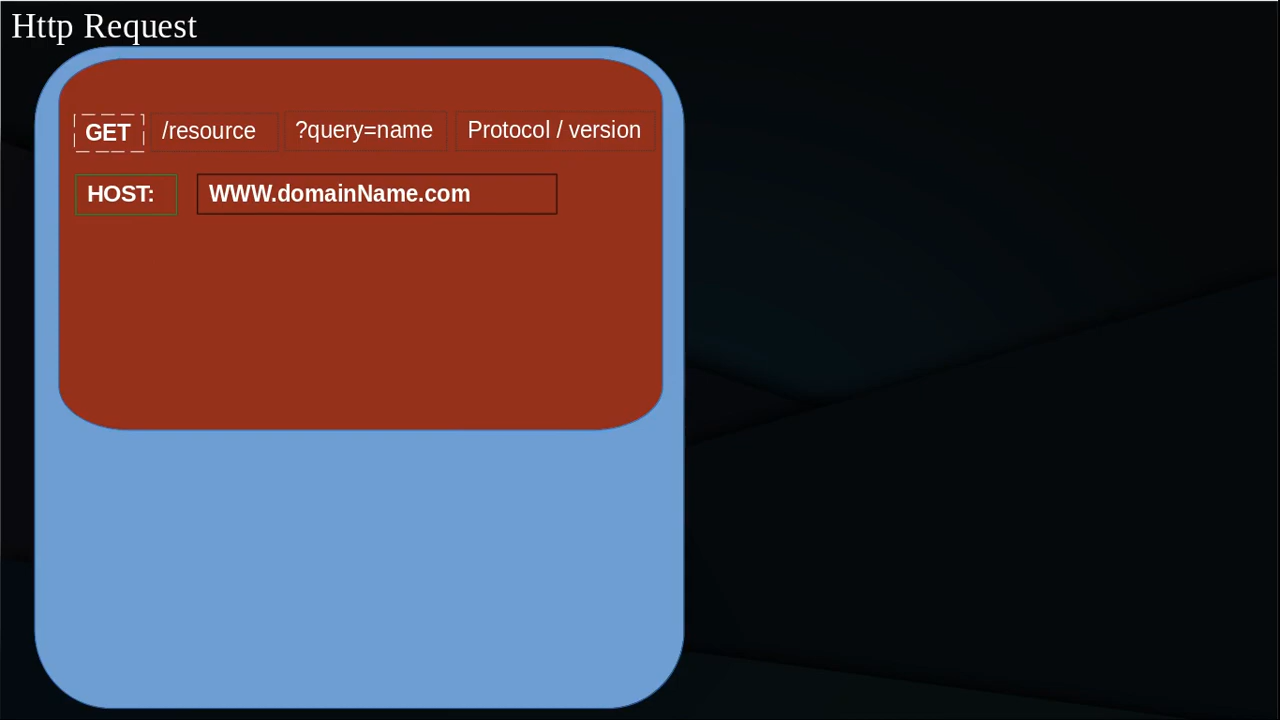 Http Request
GET /resource ?query=name Protocol / version
HOST: WWW.domainName.com